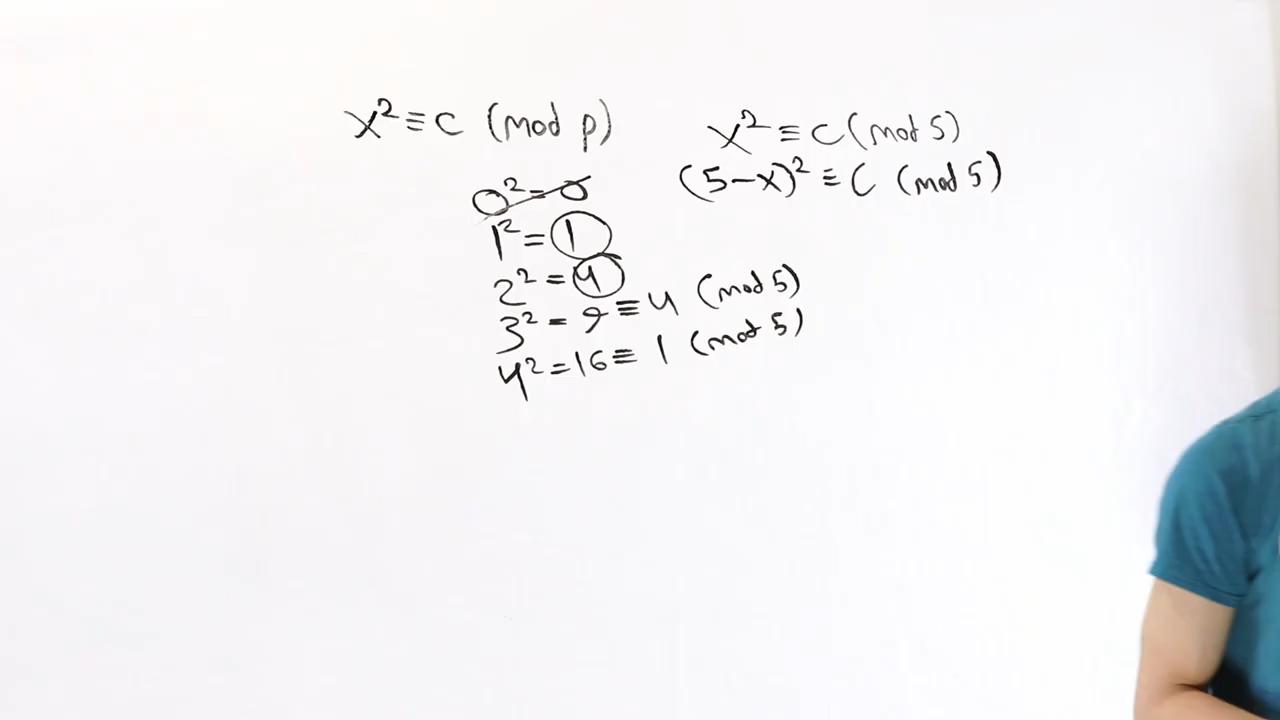 x² ≡ c (mod p)
0² = 0
1² = 1
2² = 4
3² = 9 ≡ 4 (mod 5)
4² = 16 ≡ 1 (mod 5)
x² ≡ c (mod 5)
(5-x)² ≡ c (mod 5)